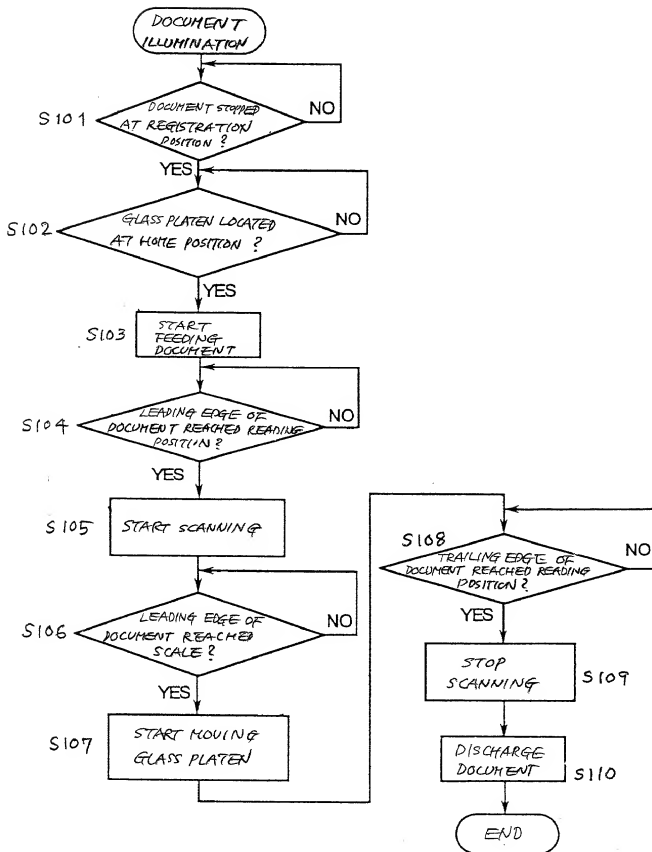 DOCUMENT
ILLUMINATION
S101
DOCUMENT STOPPED
AT REGISTRATION
POSITION?
NO
YES
S102
GLASS PLATEN LOCATED
AT HOME POSITION?
NO
YES
S103
START
FEEDING
DOCUMENT
S104
LEADING EDGE OF
DOCUMENT REACHED READING
POSITION?
NO
YES
S105
START SCANNING
S106
LEADING EDGE OF
DOCUMENT REACHED
SCALE?
NO
YES
S107
START MOVING
GLASS PLATEN
S108
TRAILING EDGE OF
DOCUMENT REACHED READING
POSITION?
NO
YES
STOP
SCANNING
S109
DISCHARGE
DOCUMENT
S110
END